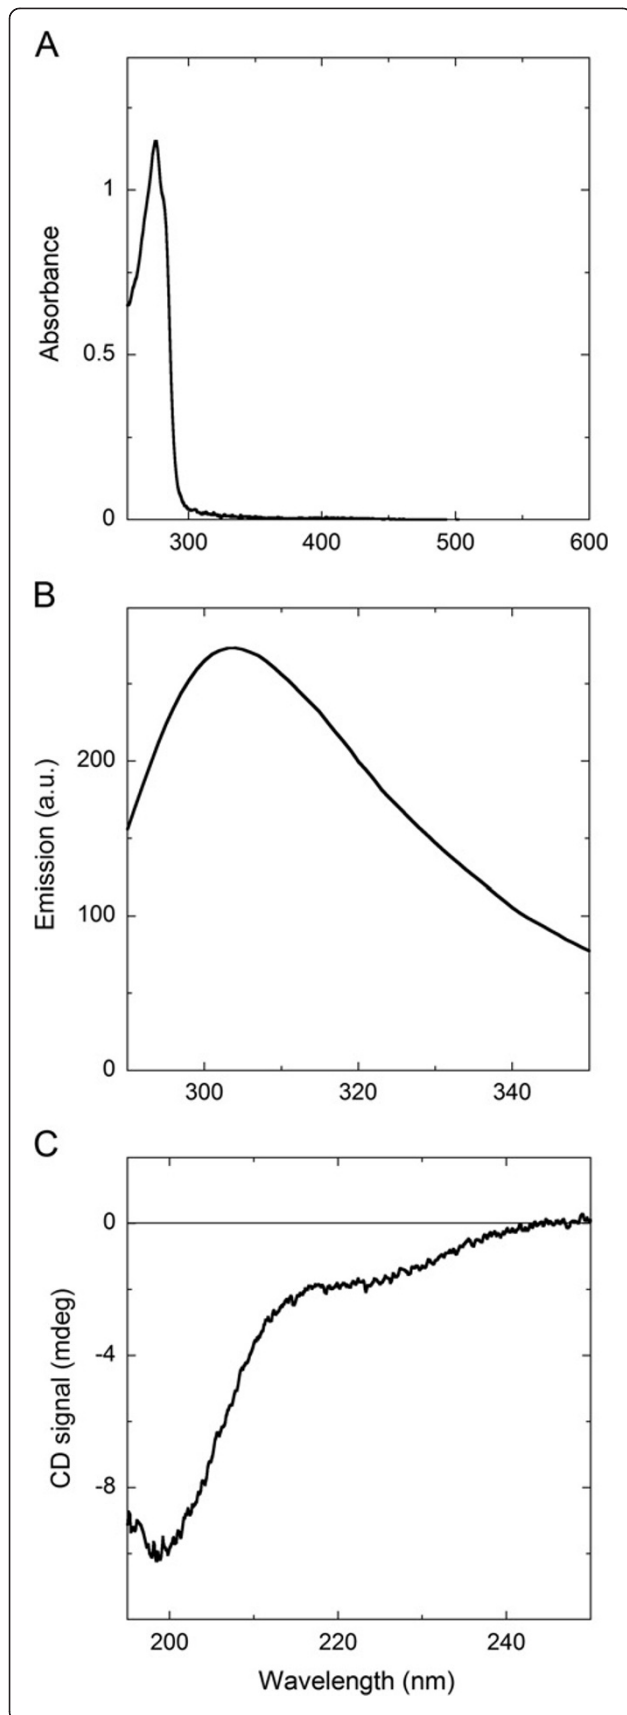 A
Absorbance
1
0.5
0
300 400 500 600
B
Emission (a.u.)
200
100
0
300 320 340
C
CD signal (mdeg)
0
-4
-8
200 220 240
Wavelength (nm)